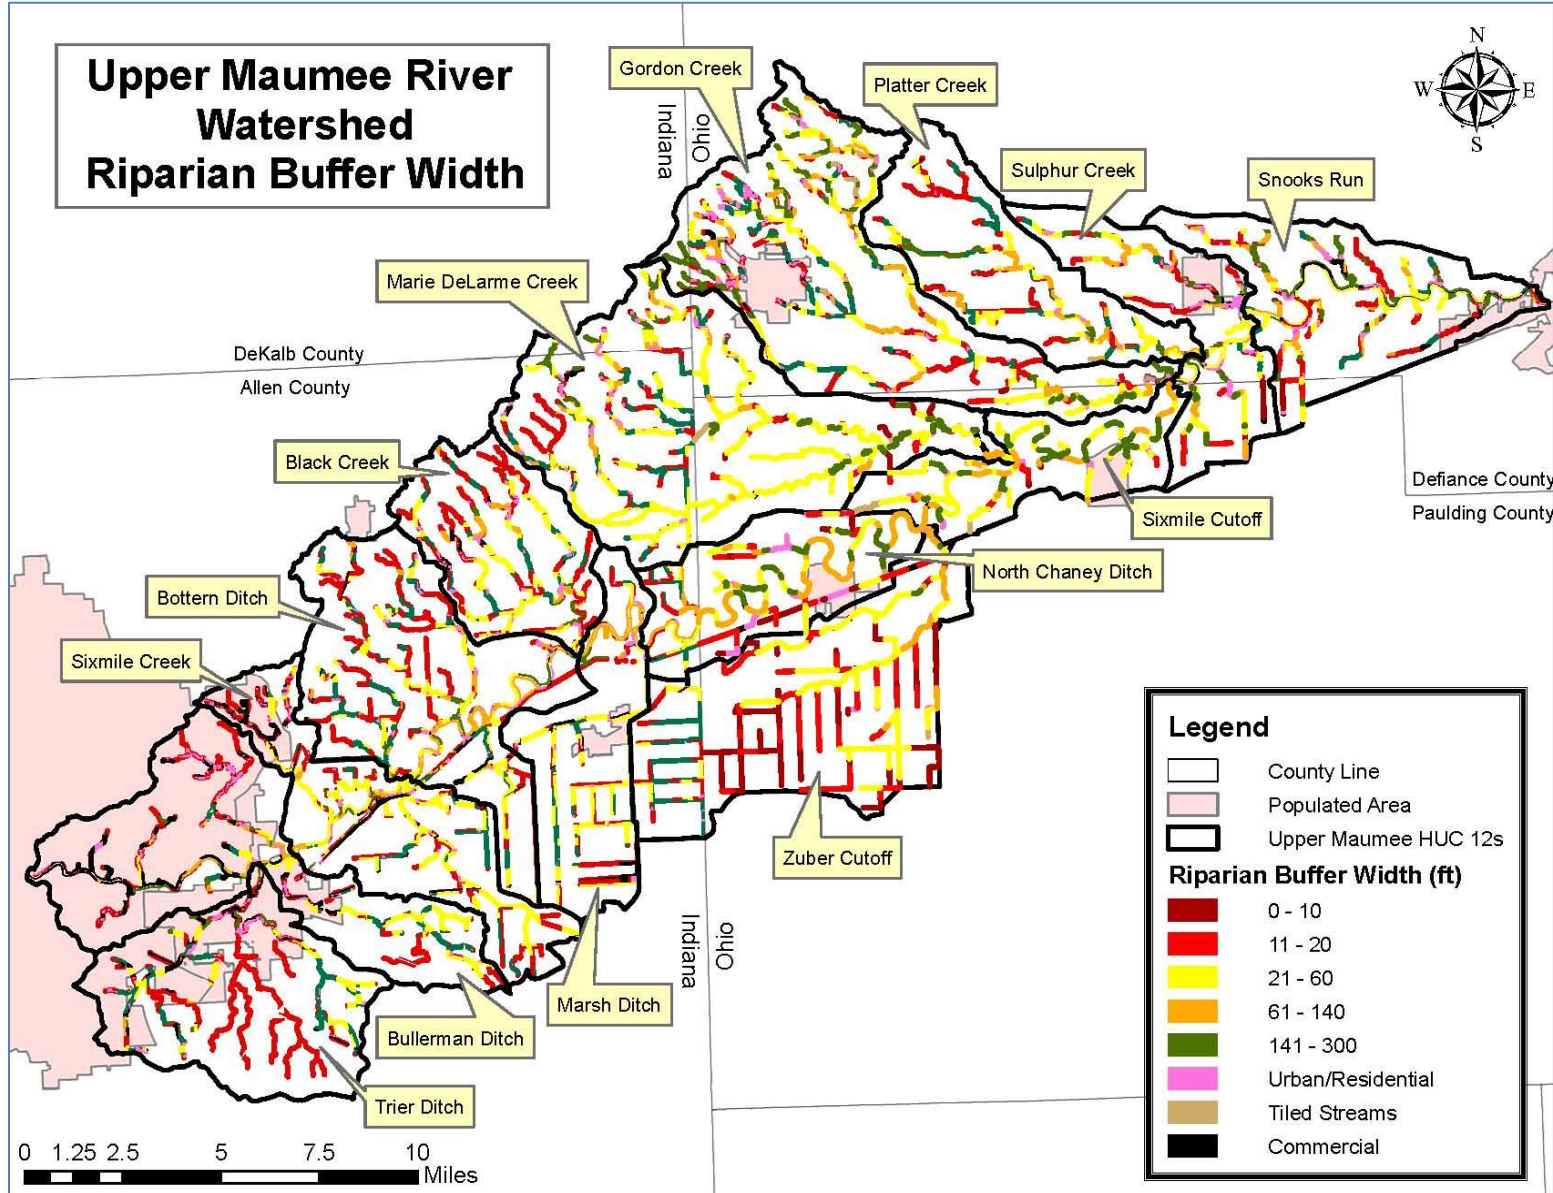 Upper Maumee River
Watershed
Riparian Buffer Width
Gordon Creek
Platter Creek
Sulphur Creek
Snooks Run
N
W
E
S
Indiana
Ohio
Marie DeLarme Creek
DeKalb County
Allen County
Black Creek
Defiance County
Paulding County
Sixmile Cutoff
North Chaney Ditch
Bottern Ditch
Sixmile Creek
Zuber Cutoff
Indiana
Ohio
Marsh Ditch
Bullerman Ditch
Trier Ditch
0 1.25 2.5 5 7.5 10
Miles
Legend
County Line
Populated Area
Upper Maumee HUC 12s
Riparian Buffer Width (ft)
0 - 10
11 - 20
21 - 60
61 - 140
141 - 300
Urban/Residential
Tiled Streams
Commercial